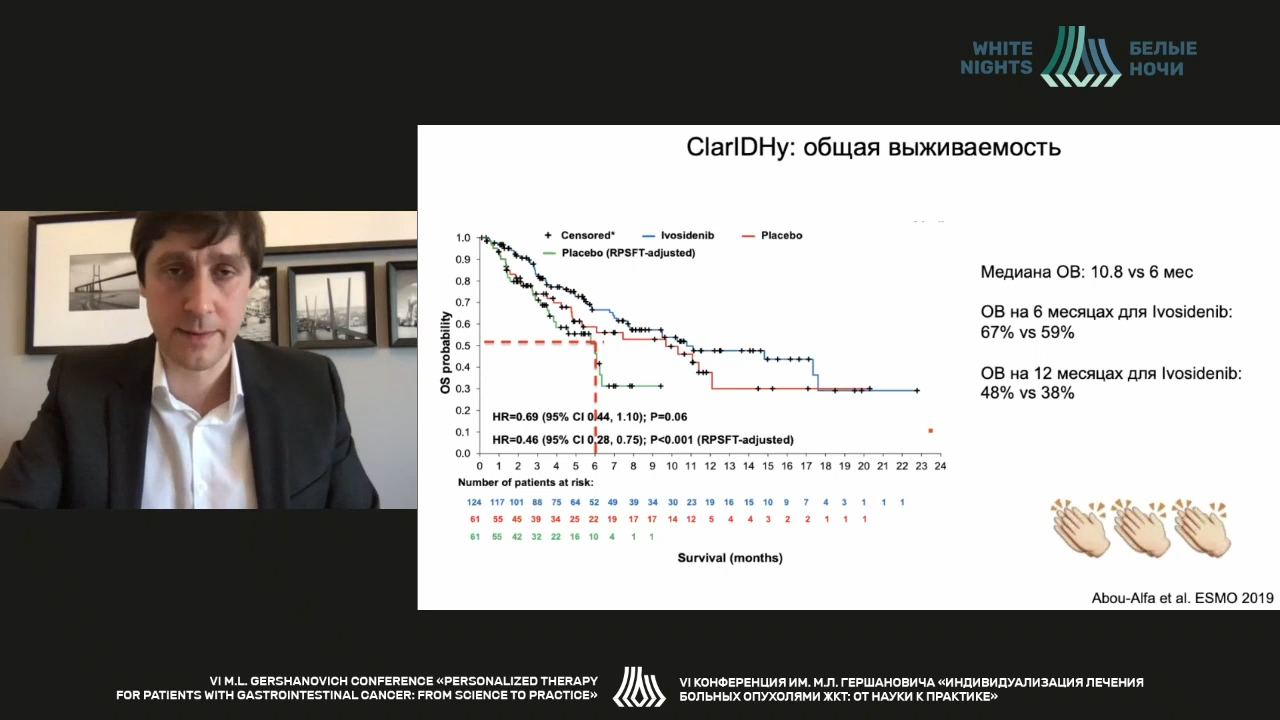 WHITE
NIGHTS
БЕЛЫЕ
НОЧИ
ClarIDHy: общая выживаемость
Censored*
Ivosidenib
Placebo
Placebo (RPSFT-adjusted)
OS probability
1.0
0.9
0.8
0.7
0.6
0.5
0.4
0.3
0.2
0.1
0.0
HR=0.69 (95% CI 0.44, 1.10); P=0.06
HR=0.46 (95% CI 0.28, 0.75); P<0.001 (RPSFT-adjusted)
0 1 2 3 4 5 6 7 8 9 10 11 12 13 14 15 16 17 18 19 20 21 22 23 24
Number of patients at risk:
124 117 101 88 75 64 52 49 39 34 30 23 19 16 15 10 9 7 4 3 1 1 1
61 55 45 39 34 25 22 19 17 17 14 12 5 4 4 3 2 2 1 1 1
61 55 42 32 22 16 10 4 1 1
Survival (months)
Медиана ОВ: 10.8 vs 6 мес
ОВ на 6 месяцах для Ivosidenib:
67% vs 59%
ОВ на 12 месяцах для Ivosidenib:
48% vs 38%
Abou-Alfa et al. ESMO 2019
VI M.L. GERSHANOVICH CONFERENCE «PERSONALIZED THERAPY
FOR PATIENTS WITH GASTROINTESTINAL CANCER: FROM SCIENCE TO PRACTICE»
VI КОНФЕРЕНЦИЯ ИМ. М.Л. ГЕРШАНОВИЧА «ИНДИВИДУАЛИЗАЦИЯ ЛЕЧЕНИЯ
БОЛЬНЫХ ОПУХОЛЯМИ ЖКТ: ОТ НАУКИ К ПРАКТИКЕ»